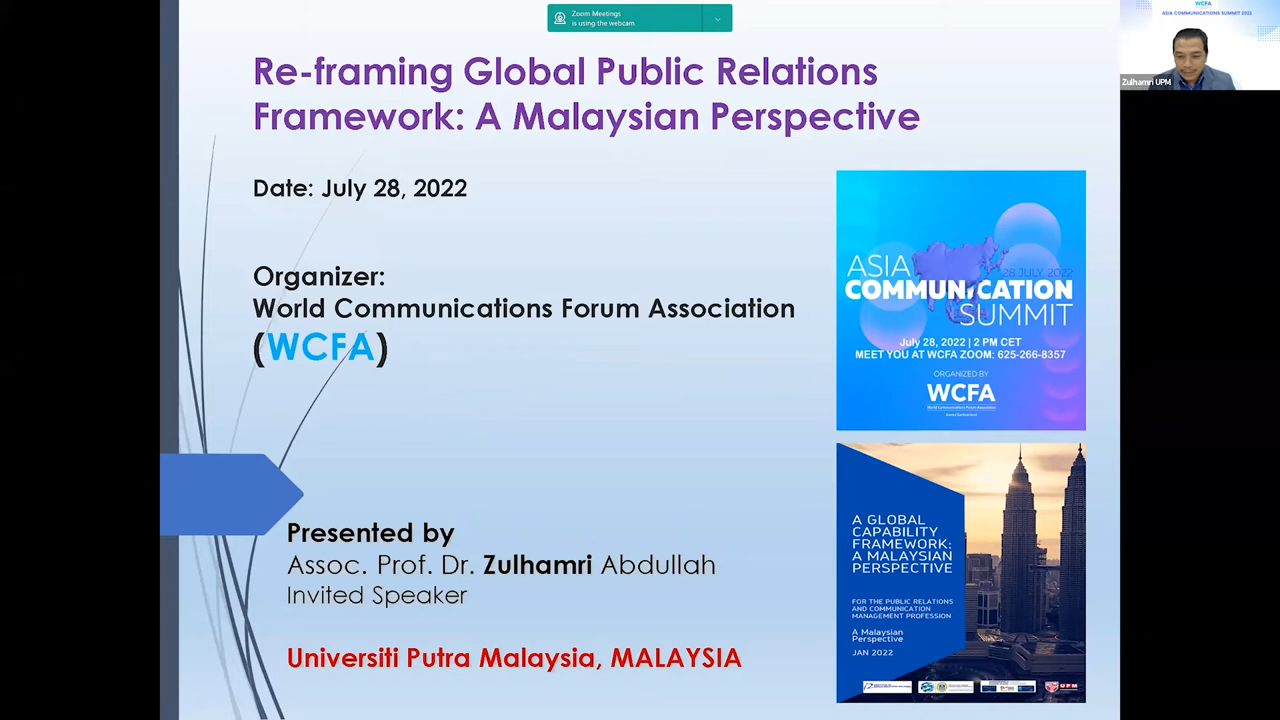 Zoom Meetings
is using the webcam
WCFA
ASIA COMMUNICATIONS SUMMIT 2022
Zulhamri UPM
Re-framing Global Public Relations
Framework: A Malaysian Perspective
Date: July 28, 2022
Organizer:
World Communications Forum Association
(WCFA)
ASIA
28 JULY, 2022
COMMUNICATION
SUMMIT
July 28, 2022 | 2 PM CET
MEET YOU AT WCFA ZOOM: 625-266-8357
ORGANIZED BY
WCFA
World Communications Forum Association
Presented by
Assoc. Prof. Dr. Zulhamri Abdullah
Invited Speaker
Universiti Putra Malaysia, MALAYSIA
A GLOBAL
CAPABILITY
FRAMEWORK:
A MALAYSIAN
PERSPECTIVE
FOR THE PUBLIC RELATIONS
AND COMMUNICATION
MANAGEMENT PROFESSION
A Malaysian
Perspective
JAN 2022
UPM